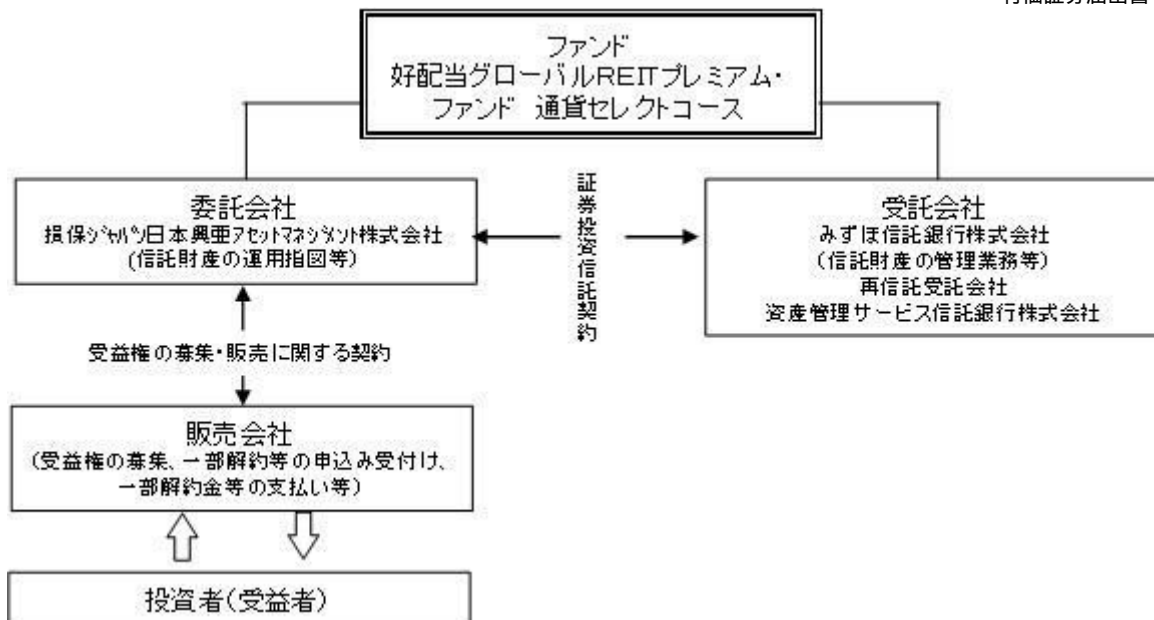 ファンド
好配当グローバルREITプレミアム・
ファンド 通貨セレクトコース
委託会社
損保ジャパン日本興亜アセットマネジメント株式会社
(信託財産の運用指図等)
証券投資信託契約
受託会社
みずほ信託銀行株式会社
(信託財産の管理業務等)
再信託受託会社
資産管理サービス信託銀行株式会社
受益権の募集・販売に関する契約
販売会社
(受益権の募集、一部解約等の申込み受付け、
一部解約金等の支払い等)
投資者(受益者)